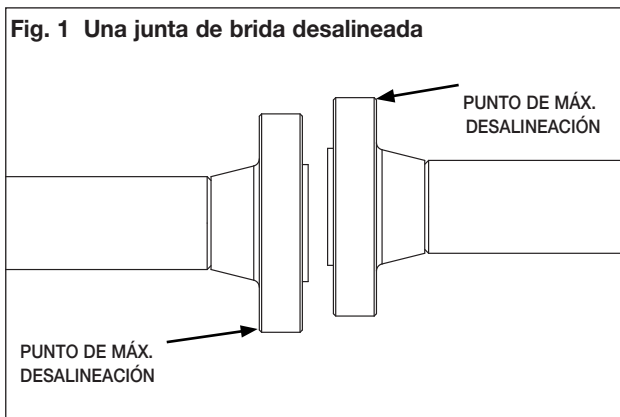 Fig. 1 Una junta de brida desalineada
PUNTO DE MÁX.
DESALINEACIÓN
PUNTO DE MÁX.
DESALINEACIÓN